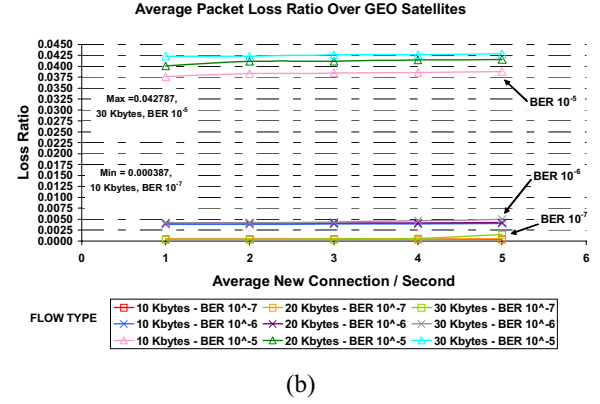 Average Packet Loss Ratio Over GEO Satellites
Loss Ratio
0.0450
0.0425
0.0400
0.0375
0.0350
0.0325
0.0300
0.0275
0.0250
0.0225
0.0200
0.0175
0.0150
0.0125
0.0100
0.0075
0.0050
0.0025
0.0000
Max =0.042787,
30 Kbytes, BER 10-5
Min = 0.000387,
10 Kbytes, BER 10-7
BER 10-5
BER 10-6
BER 10-7
0 1 2 3 4 5 6
Average New Connection / Second
FLOW TYPE
10 Kbytes - BER 10^-7 20 Kbytes - BER 10^-7 30 Kbytes - BER 10^-7
10 Kbytes - BER 10^-6 20 Kbytes - BER 10^-6 30 Kbytes - BER 10^-6
10 Kbytes - BER 10^-5 20 Kbytes - BER 10^-5 30 Kbytes - BER 10^-5
(b)